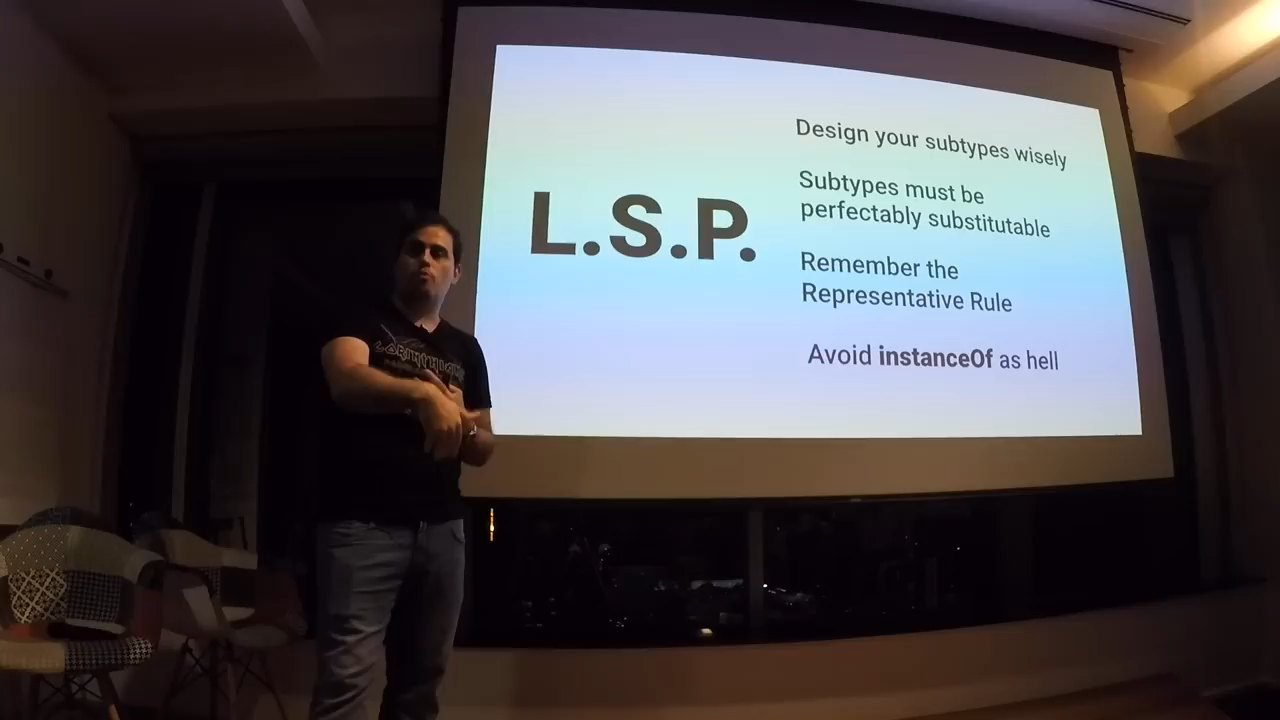 L.S.P.
Design your subtypes wisely
Subtypes must be
perfectably substitutable
Remember the
Representative Rule
Avoid instanceOf as hell